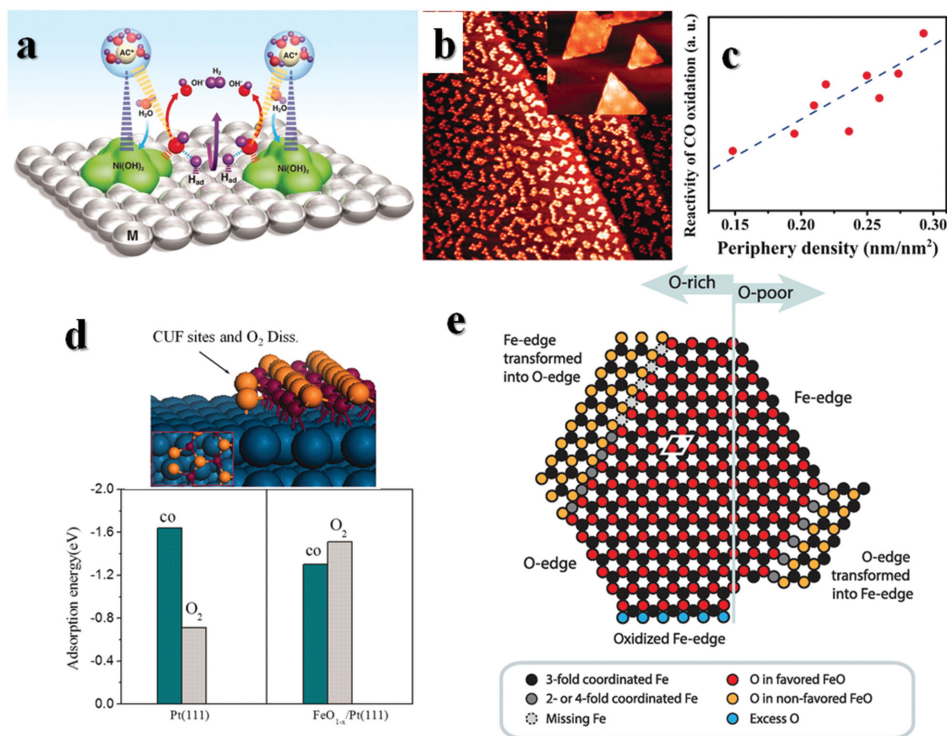 a
AC⁺
AC⁺
OH⁻
H₂
OH⁻
H₂O
H₂O
Ni(OH)₂
Had
Had
Ni(OH)₂
M
b
c
Reactivity of CO oxidation (a. u.)
0.15
0.20
0.25
0.30
Periphery density (nm/nm²)
d
CUF sites and O₂ Diss.
Adsorption energy(eV)
-2.0
-1.6
-1.2
-0.8
-0.4
0.0
co
O₂
co
O₂
Pt(111)
FeO₁₋ₓ/Pt(111)
e
O-rich
O-poor
Fe-edge
transformed
into O-edge
Fe-edge
O-edge
O-edge
transformed
into Fe-edge
Oxidized Fe-edge
3-fold coordinated Fe
O in favored FeO
2- or 4-fold coordinated Fe
O in non-favored FeO
Missing Fe
Excess O